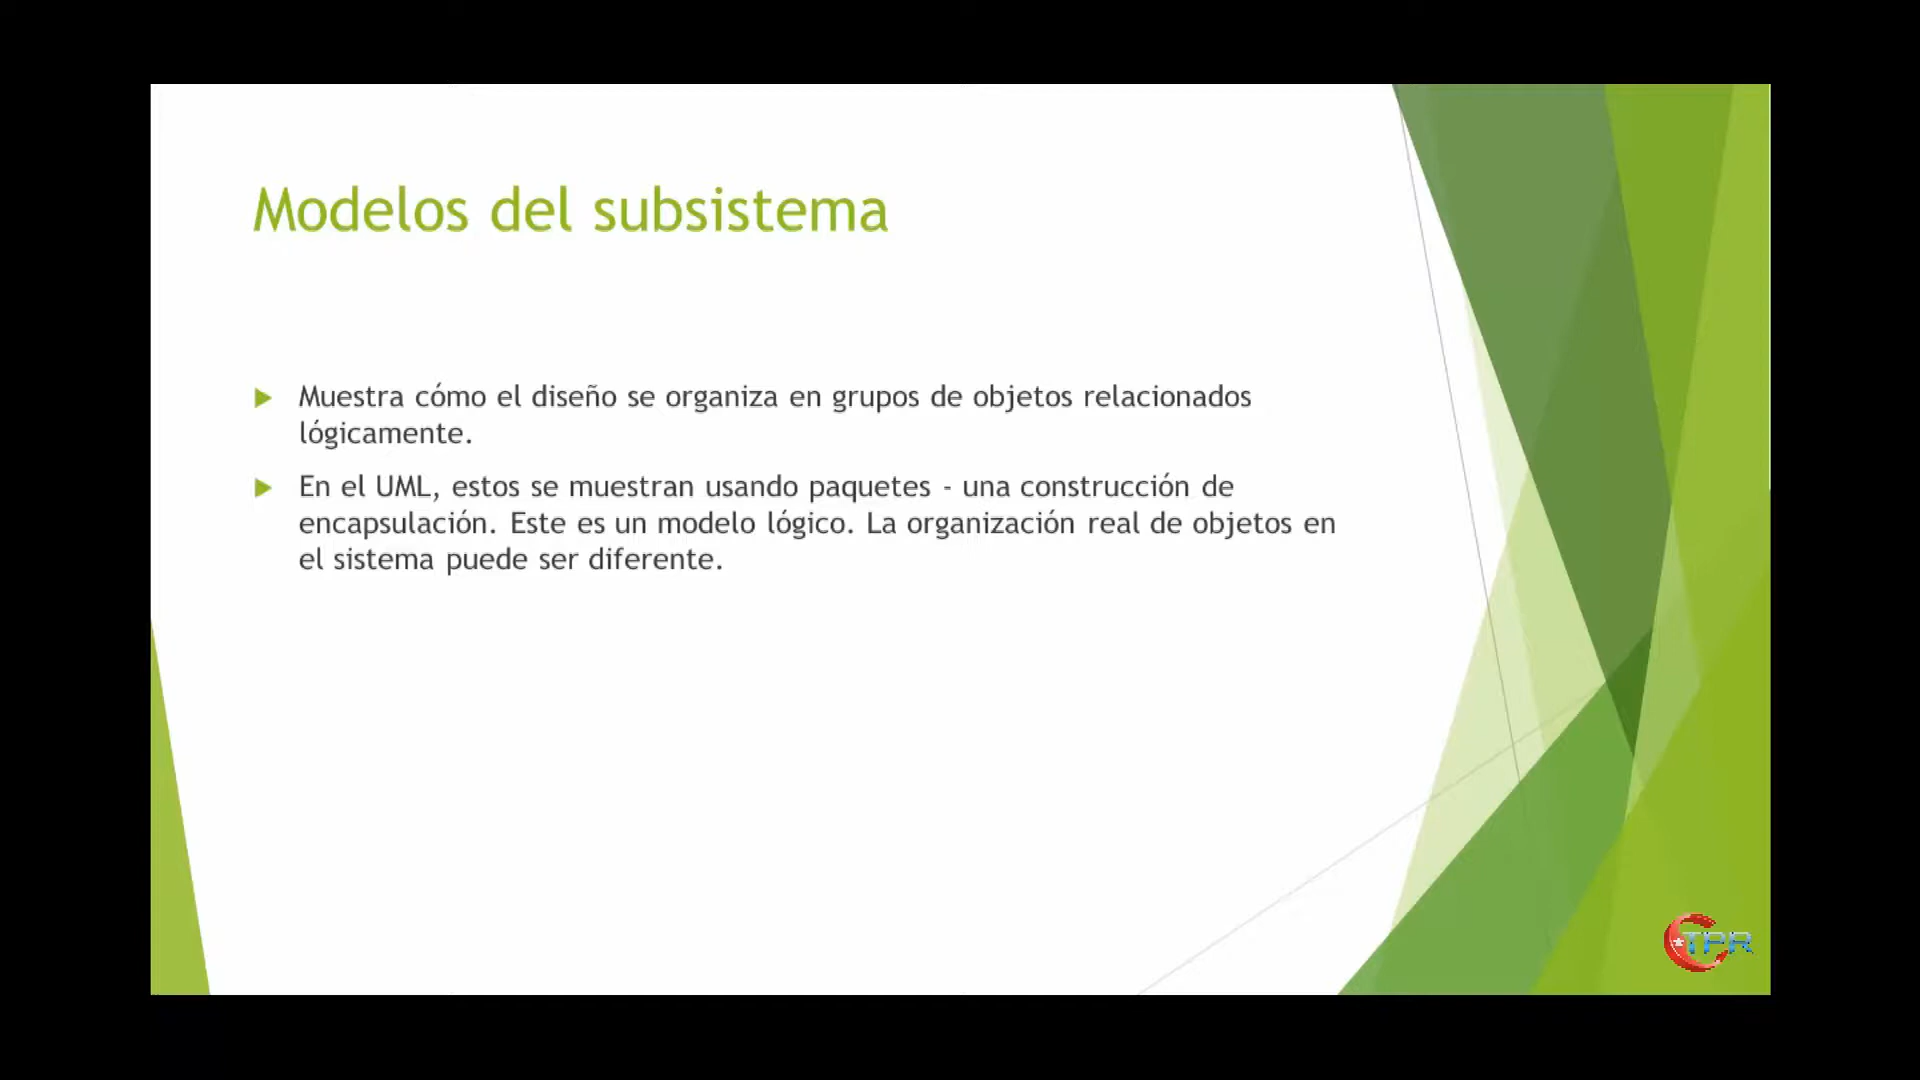 Modelos del subsistema
Muestra cómo el diseño se organiza en grupos de objetos relacionados
lógicamente.
En el UML, estos se muestran usando paquetes - una construcción de
encapsulación. Este es un modelo lógico. La organización real de objetos en
el sistema puede ser diferente.
CTPR